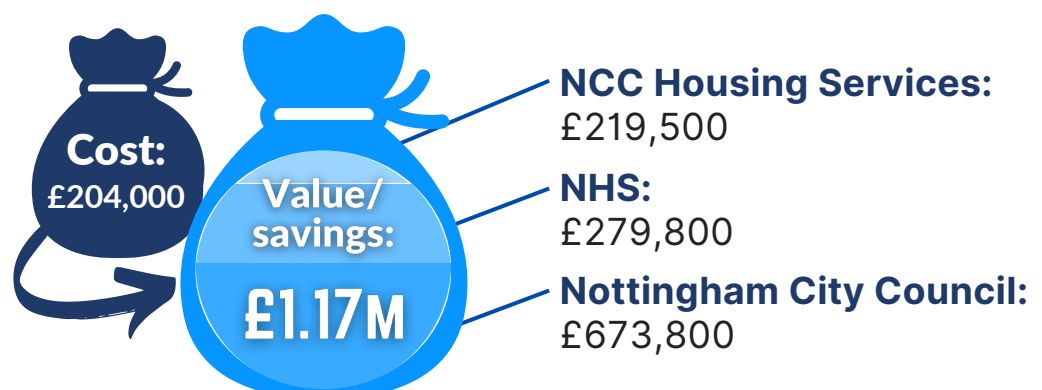 Cost:
£204,000
Value/
savings:
£1.17M
NCC Housing Services:
£219,500
NHS:
£279,800
Nottingham City Council:
£673,800